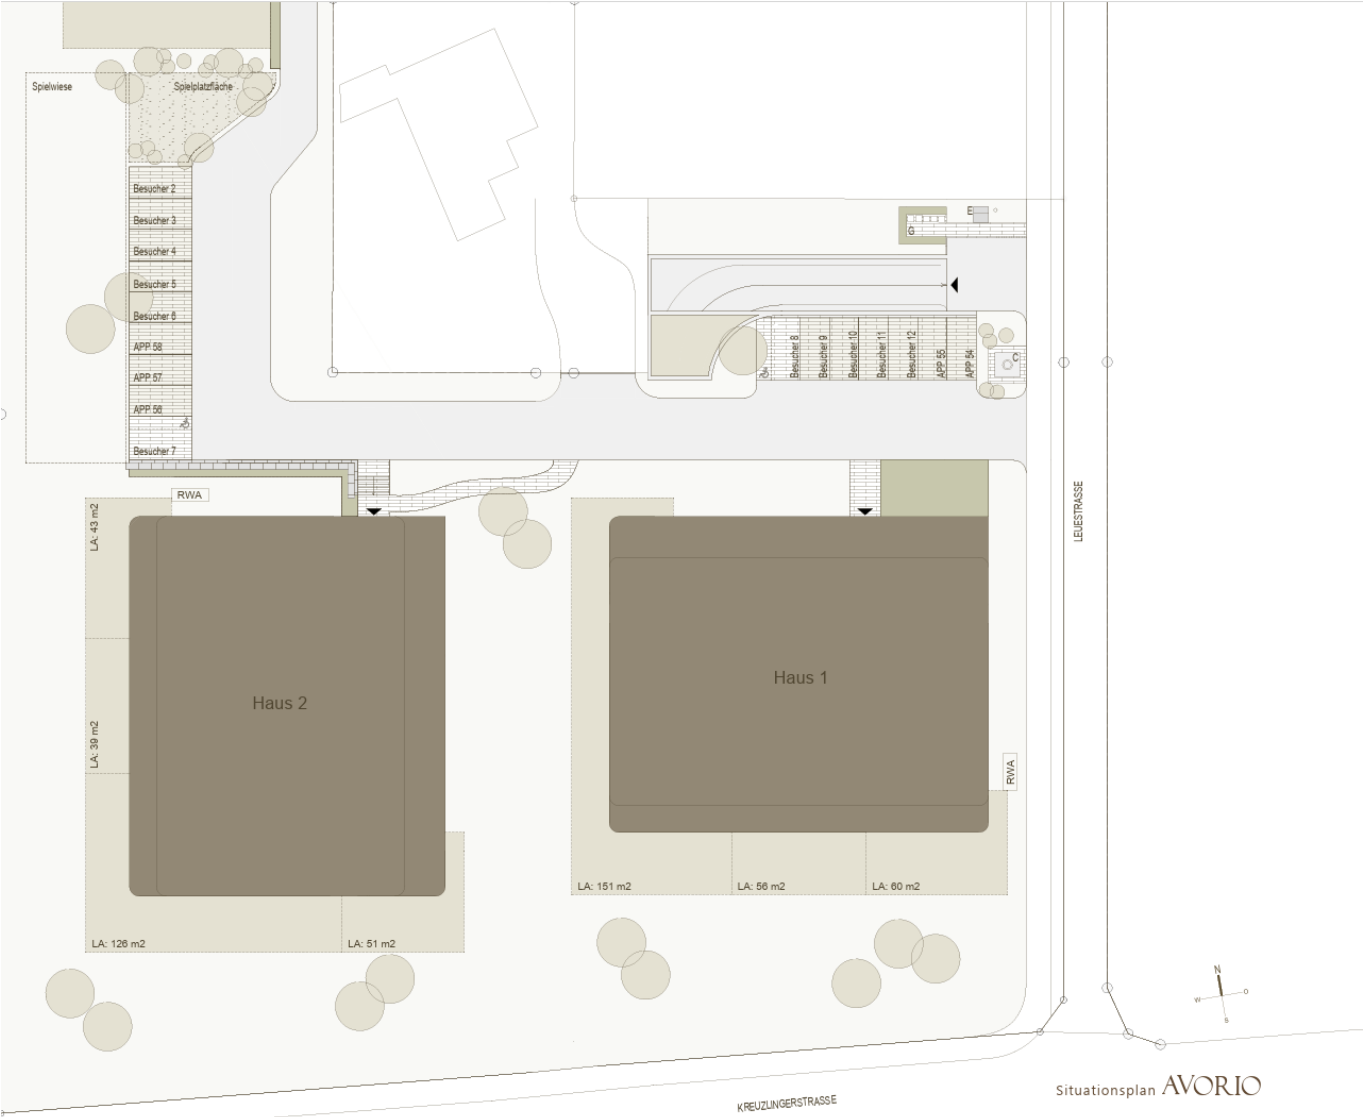 Spielwiese
Spielplatzfläche
Besucher 2
Besucher 3
Besucher 4
Besucher 5
Besucher 6
APP 58
APP 57
APP 56
Besucher 7
E
G
Besucher 8
Besucher 9
Besucher 10
Besucher 11
Besucher 12
APP 55
APP 54
C
RWA
LA: 43 m2
LA: 39 m2
LA: 126 m2
LA: 51 m2
Haus 2
Haus 1
RWA
LA: 151 m2
LA: 56 m2
LA: 60 m2
LEUESTRASSE
KREUZLINGERSTRASSE
N
W
O
S
Situationsplan AVORIO